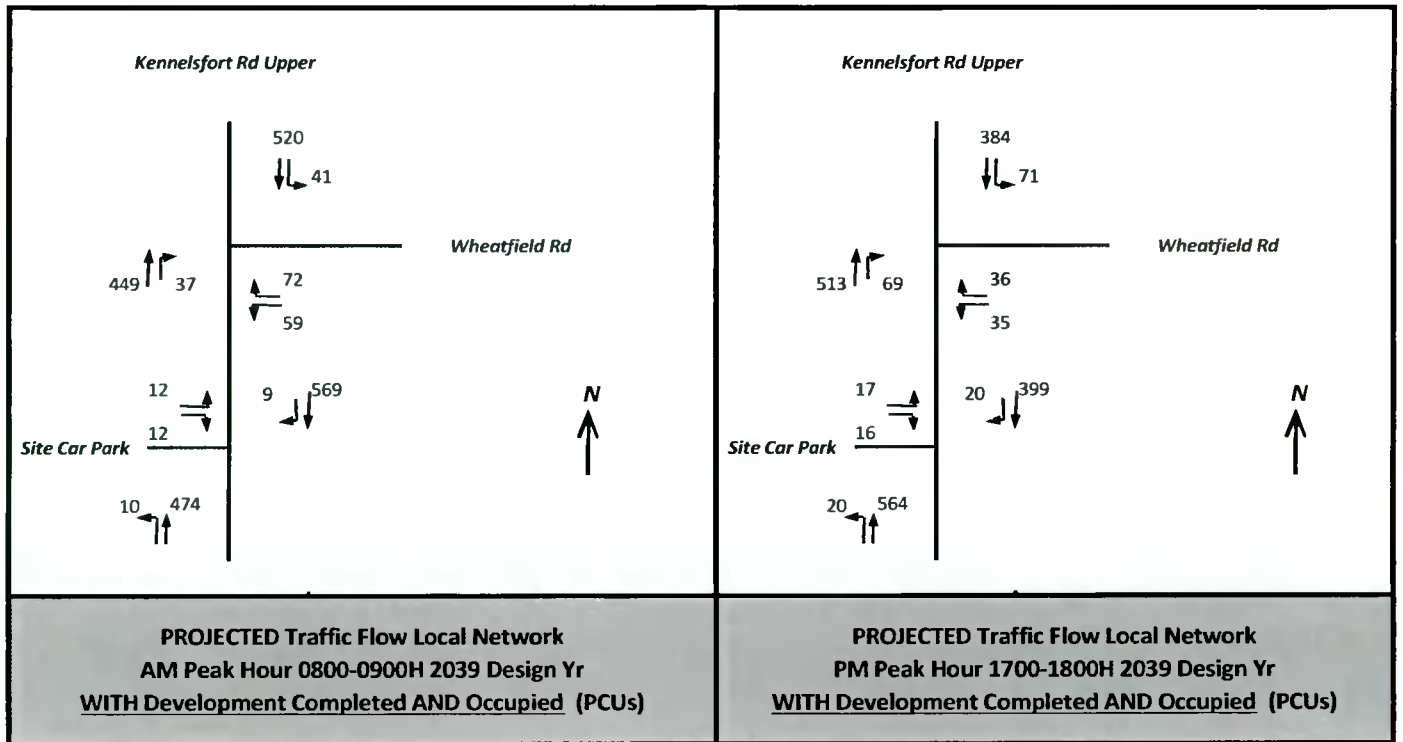 Kennelsfort Rd Upper
520
41
Wheatfield Rd
449 37
72
59
12
9 569
N
12
Site Car Park
10 474
PROJECTED Traffic Flow Local Network
AM Peak Hour 0800-0900H 2039 Design Yr
WITH Development Completed AND Occupied (PCUs)
Kennelsfort Rd Upper
384
71
Wheatfield Rd
513 69
36
35
17
20 399
N
16
Site Car Park
20 564
PROJECTED Traffic Flow Local Network
PM Peak Hour 1700-1800H 2039 Design Yr
WITH Development Completed AND Occupied (PCUs)